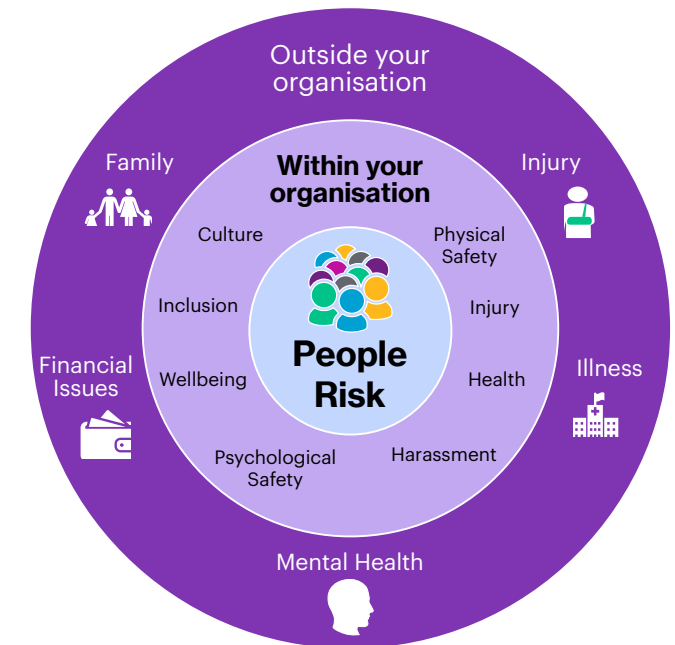 Outside your
organisation
Family
Injury
Within your
organisation
Culture
Physical
Safety
Inclusion
Injury
People
Risk
Financial
Issues
Wellbeing
Health
Illness
Psychological
Safety
Harassment
Mental Health